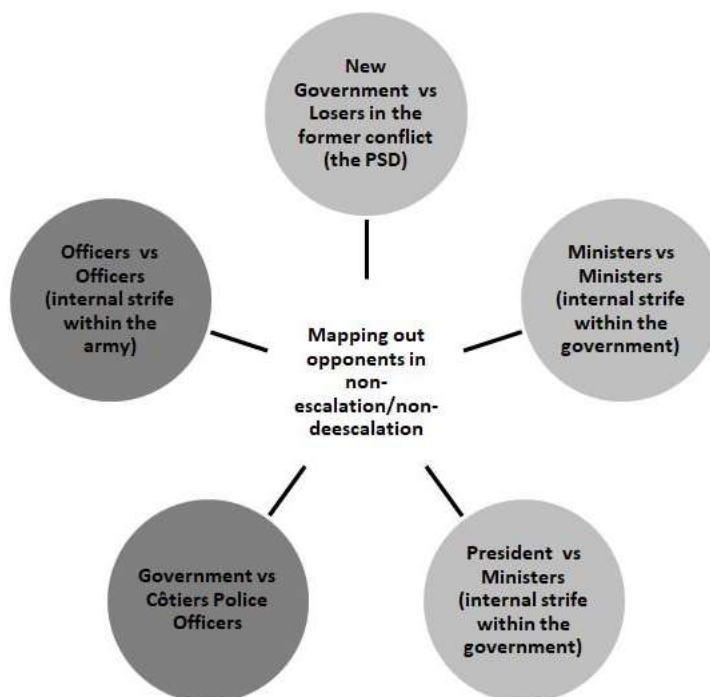 New
Government vs
Losers in the
former conflict
(the PSD)
Officers vs
Officers
(internal strife
within the
army)
Ministers vs
Ministers
(internal strife
within the
government)
Mapping out
opponents in
non-
escalation/non-
deescalation
Government vs
Côtiers Police
Officers
President vs
Ministers
(internal strife
within the
government)